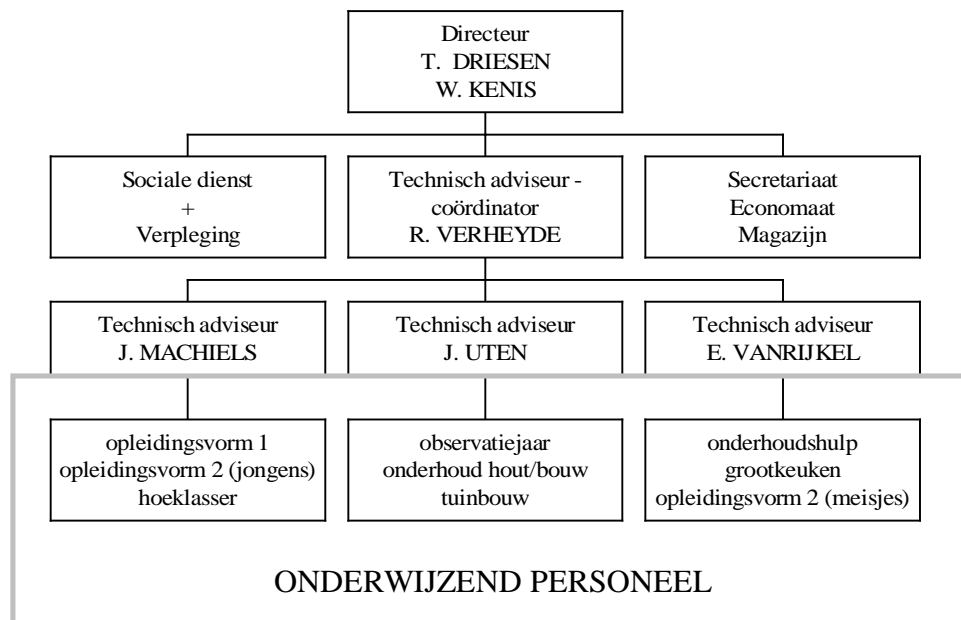 Directeur
T. DRIESEN
W. KENIS
Sociale dienst
+
Verpleging
Technisch adviseur -
coördinator
R. VERHEYDE
Secretariaat
Economaat
Magazijn
Technisch adviseur
J. MACHIELS
Technisch adviseur
J. UTEN
Technisch adviseur
E. VANRIJKEL
opleidingsvorm 1
opleidingsvorm 2 (jongens)
hoeklasser
observatiejaar
onderhoud hout/bouw
tuinbouw
onderhoudshulp
grootkeuken
opleidingsvorm 2 (meisjes)
ONDERWIJZEND PERSONEEL